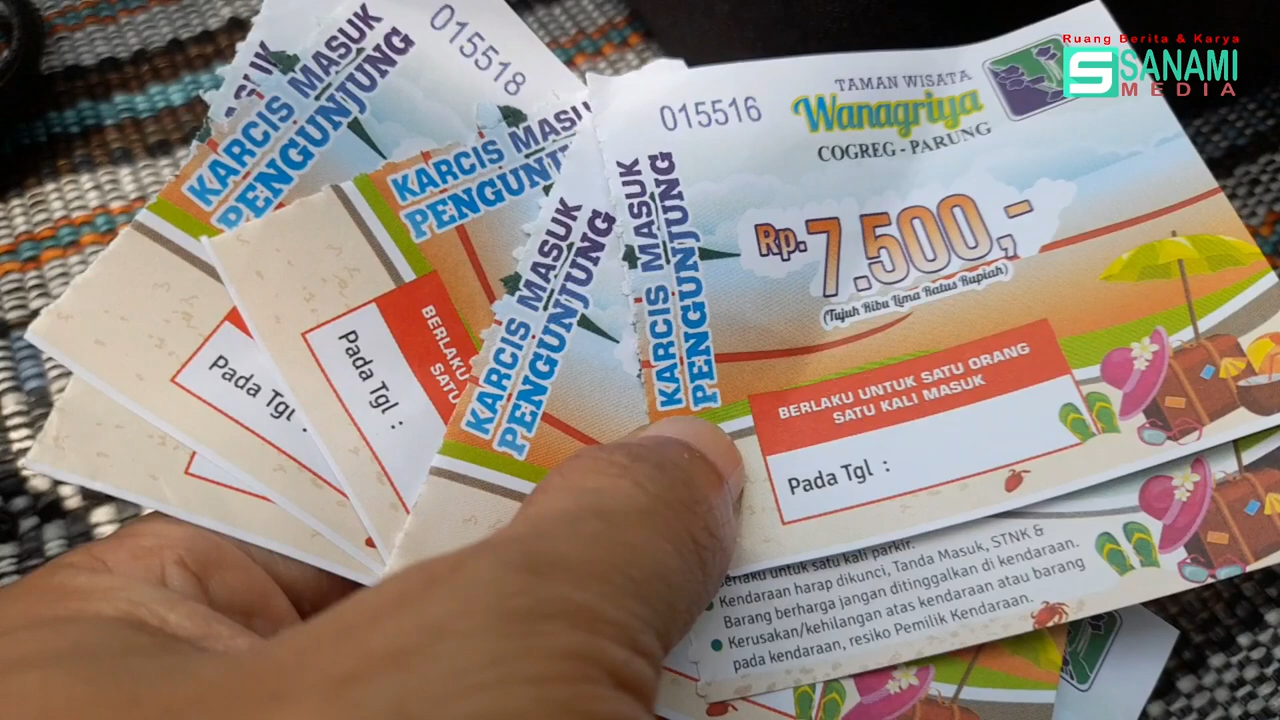 Ruang Berita & Karya
S SANAMI
MEDIA
015518
KARCIS MASUK
PENGUNJUNG
MASUK
KARCIS MASUK
PENGUNJUNG
Pada Tgl :
KARCIS MASUK
Pada Tgl :
BERLAKU
SATU
KARCIS MASUK
PENGUNJUNG
015516
TAMAN WISATA
Wanagriya
COGREG - PARUNG
Rp. 7.500,-
(Tujuh Ribu Lima Ratus Rupiah)
BERLAKU UNTUK SATU ORANG
SATU KALI MASUK
Pada Tgl :
Berlaku untuk satu kali parkir.
Kendaraan harap dikunci, Tanda Masuk, STNK &
Barang berharga jangan ditinggalkan di kendaraan.
Kerusakan/kehilangan atas kendaraan atau barang
pada kendaraan, resiko Pemilik Kendaraan.